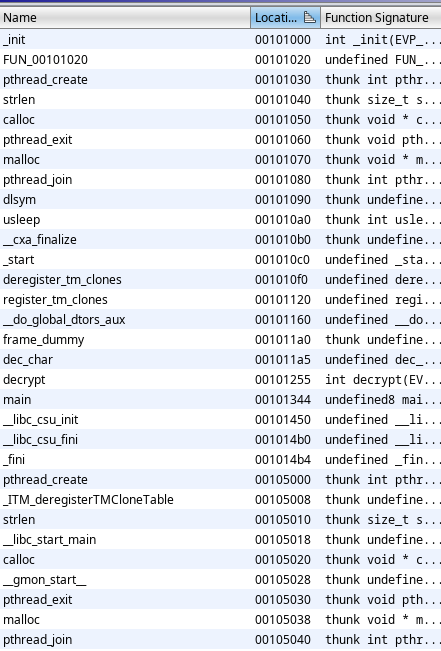 Name Locati... Function Signature
_init 00101000 int _init(EVP_...
FUN_00101020 00101020 undefined FUN_...
pthread_create 00101030 thunk int pthr...
strlen 00101040 thunk size_t s...
calloc 00101050 thunk void * c...
pthread_exit 00101060 thunk void pth...
malloc 00101070 thunk void * m...
pthread_join 00101080 thunk int pthr...
dlsym 00101090 thunk undefine...
usleep 001010a0 thunk int usle...
__cxa_finalize 001010b0 thunk undefine...
_start 001010c0 undefined _sta...
deregister_tm_clones 001010f0 undefined dere...
register_tm_clones 00101120 undefined regi...
__do_global_dtors_aux 00101160 undefined __do...
frame_dummy 001011a0 thunk undefine...
dec_char 001011a5 undefined dec_...
decrypt 00101255 int decrypt(EV...
main 00101344 undefined8 mai...
__libc_csu_init 00101450 undefined __li...
__libc_csu_fini 001014b0 undefined __li...
_fini 001014b4 undefined _fin...
pthread_create 00105000 thunk int pthr...
_ITM_deregisterTMCloneTable 00105008 thunk undefine...
strlen 00105010 thunk size_t s...
__libc_start_main 00105018 thunk undefine...
calloc 00105020 thunk void * c...
__gmon_start__ 00105028 thunk undefine...
pthread_exit 00105030 thunk void pth...
malloc 00105038 thunk void * m...
pthread_join 00105040 thunk int pthr...